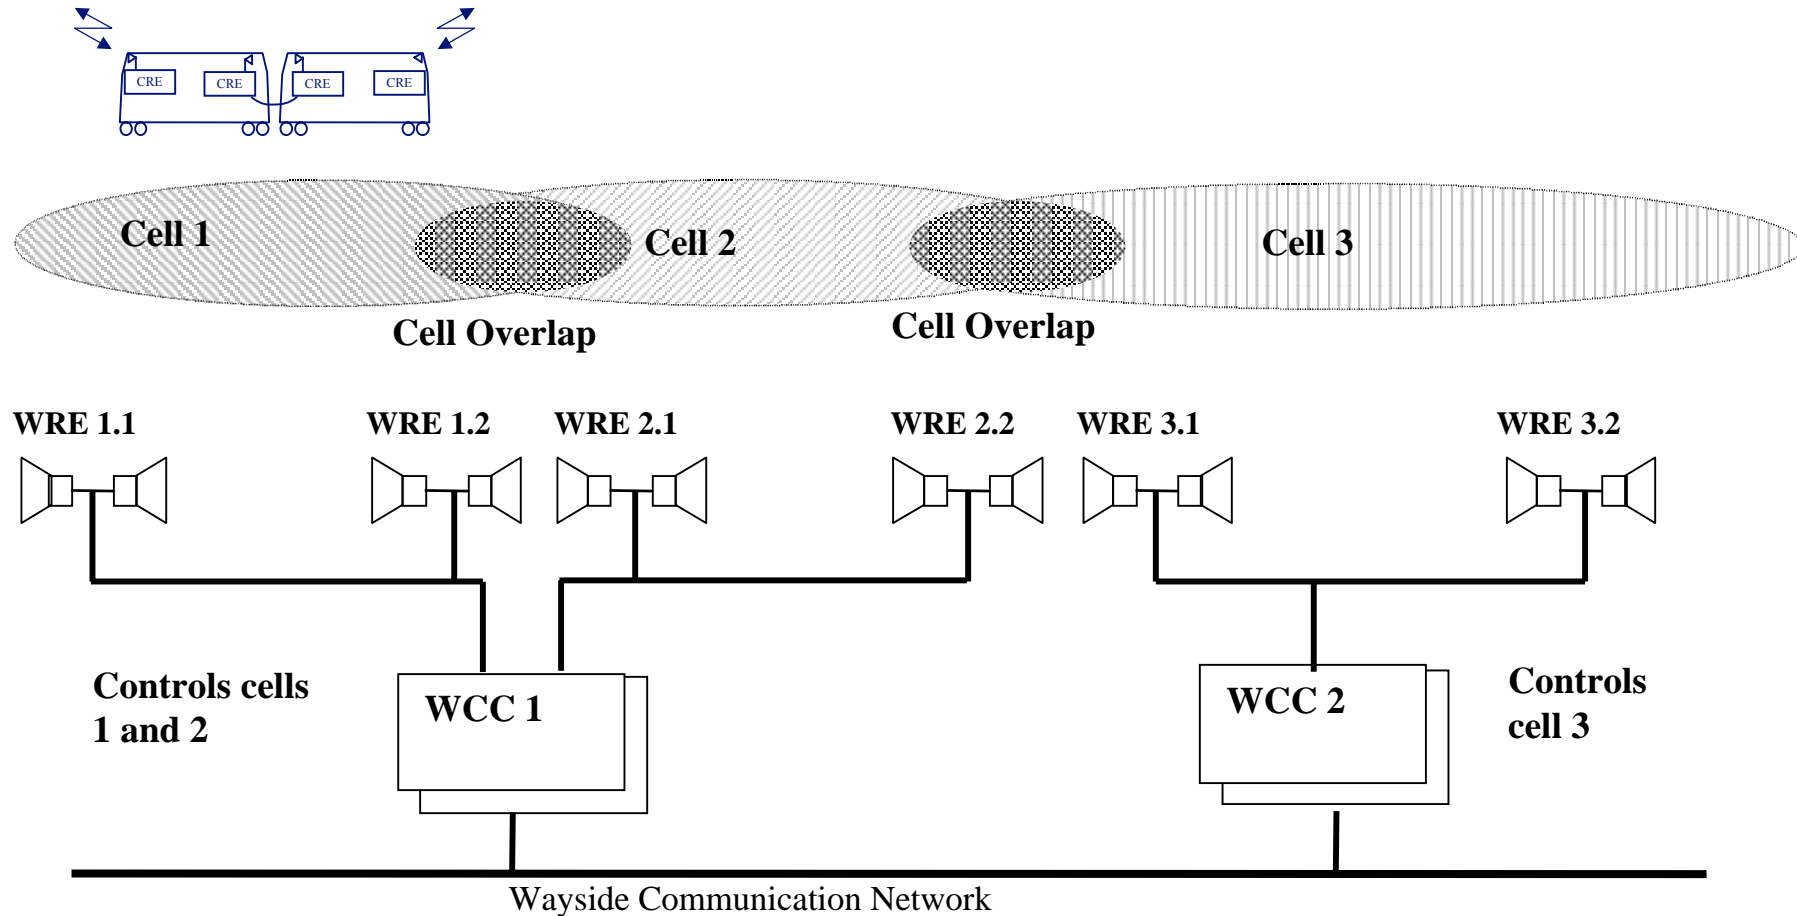 CRE CRE CRE CRE
Cell 1 Cell 2 Cell 3
Cell Overlap Cell Overlap
WRE 1.1 WRE 1.2 WRE 2.1 WRE 2.2 WRE 3.1 WRE 3.2
Controls cells
1 and 2
WCC 1
WCC 2
Controls
cell 3
Wayside Communication Network